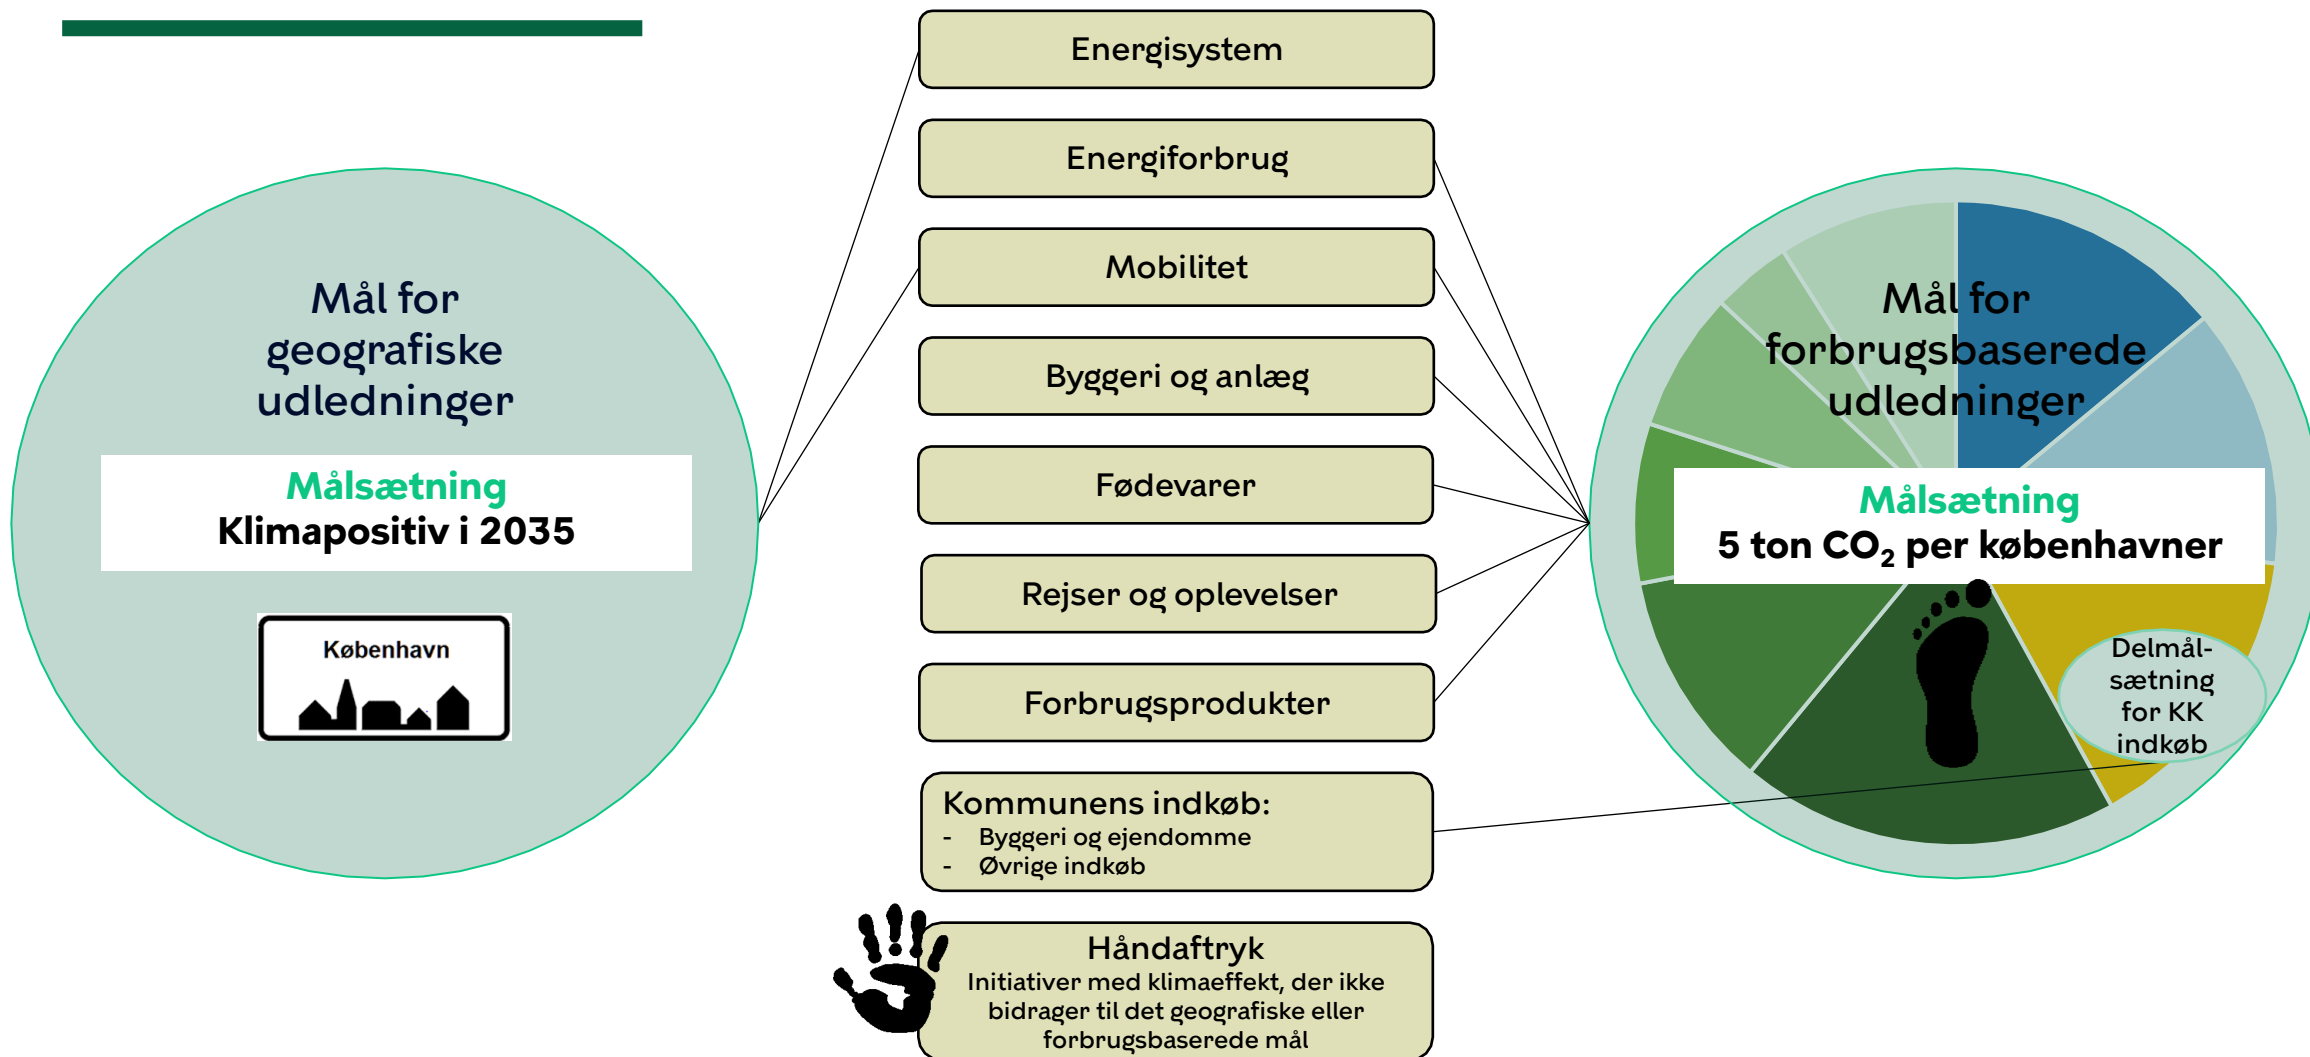 Mål for
geografiske
udledninger
Målsætning
Klimapositiv i 2035
København
Energisystem
Energiforbrug
Mobilitet
Byggeri og anlæg
Fødevarer
Rejser og oplevelser
Forbrugsprodukter
Kommunens indkøb:
- Byggeri og ejendomme
- Øvrige indkøb
Håndaftryk
Initiativer med klimaeffekt, der ikke
bidrager til det geografiske eller
forbrugsbaserede mål
Mål for
forbrugsbaserede
udledninger
Målsætning
5 ton CO₂ per københavner
Delmål-
sætning
for KK
indkøb